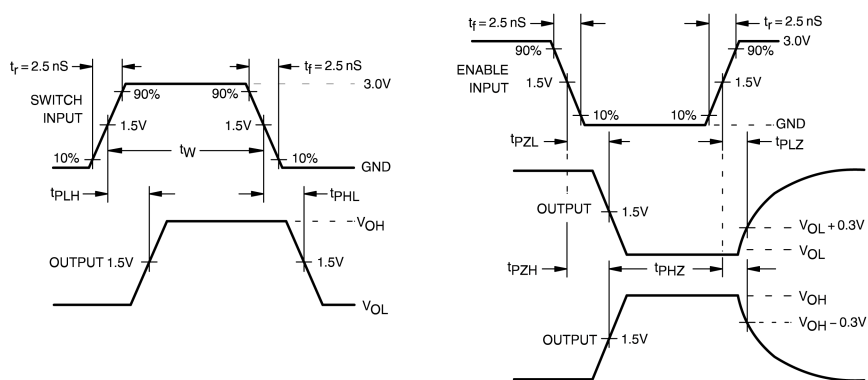 tr = 2.5 nS
tf = 2.5 nS
90%
90%
3.0V
SWITCH
INPUT
1.5V
1.5V
10%
tW
10%
GND
tPLH
tPHL
VOH
OUTPUT 1.5V
1.5V
VOL
tf = 2.5 nS
tr = 2.5 nS
90%
90%
3.0V
ENABLE
INPUT
1.5V
1.5V
10%
10%
GND
tPZL
tPLZ
OUTPUT
1.5V
VOL + 0.3V
VOL
tPZH
tPHZ
VOH
VOH – 0.3V
OUTPUT
1.5V